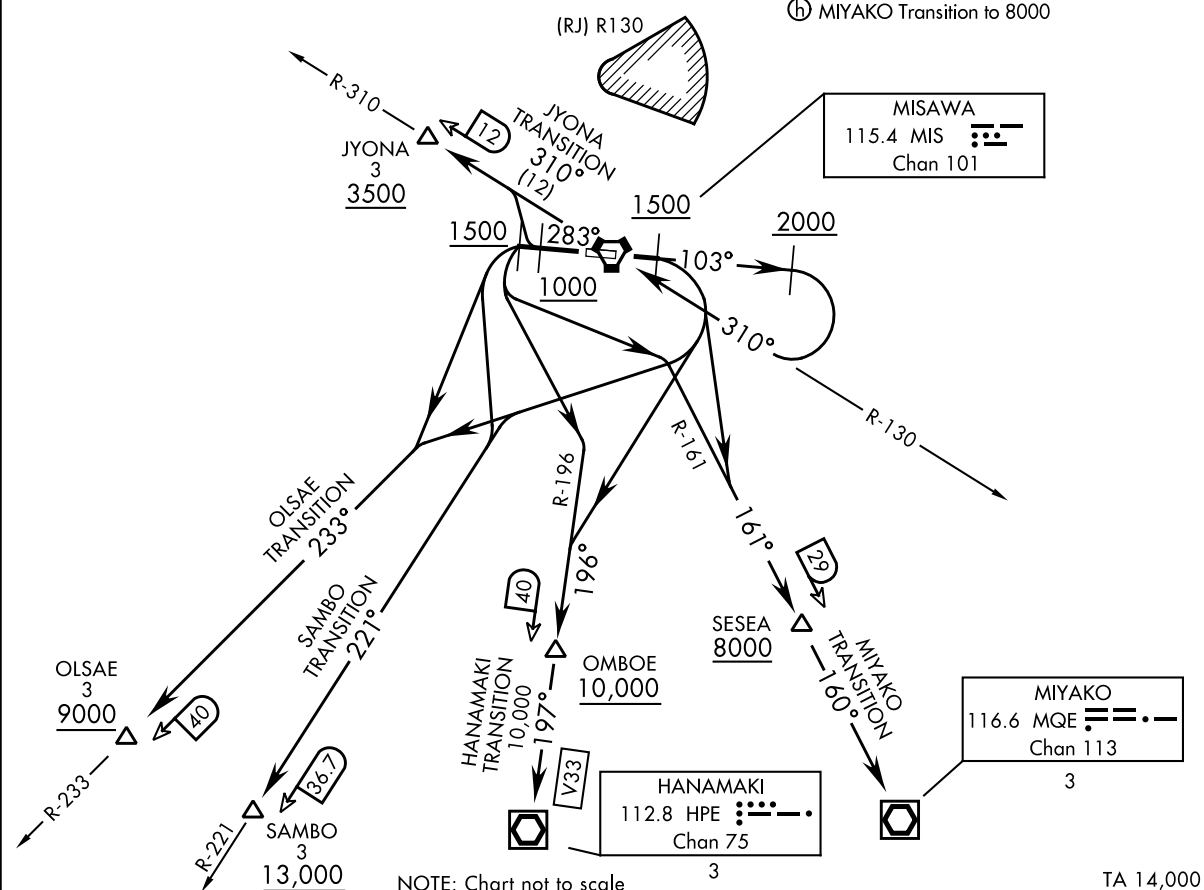 ⓗ MIYAKO Transition to 8000
(RJ) R130
R-310
MISAWA
115.4 MIS
Chan 101
12
JYONA
TRANSITION
310°
(12)
JYONA
3
3500
1500
1500
2000
283°
103°
1000
310°
R-130
R-161
R-196
OLSAE
TRANSITION
233°
161°
29
196°
40
SAMBO
TRANSITION
221°
SESEA
8000
MIYAKO
TRANSITION
160°
OMBOE
10,000
HANAMAKI
TRANSITION
10,000
197°
OLSAE
3
9000
40
MIYAKO
116.6 MQE
Chan 113
3
R-233
36.7
V33
HANAMAKI
112.8 HPE
Chan 75
3
SAMBO
3
13,000
R-221
NOTE: Chart not to scale
TA 14,000